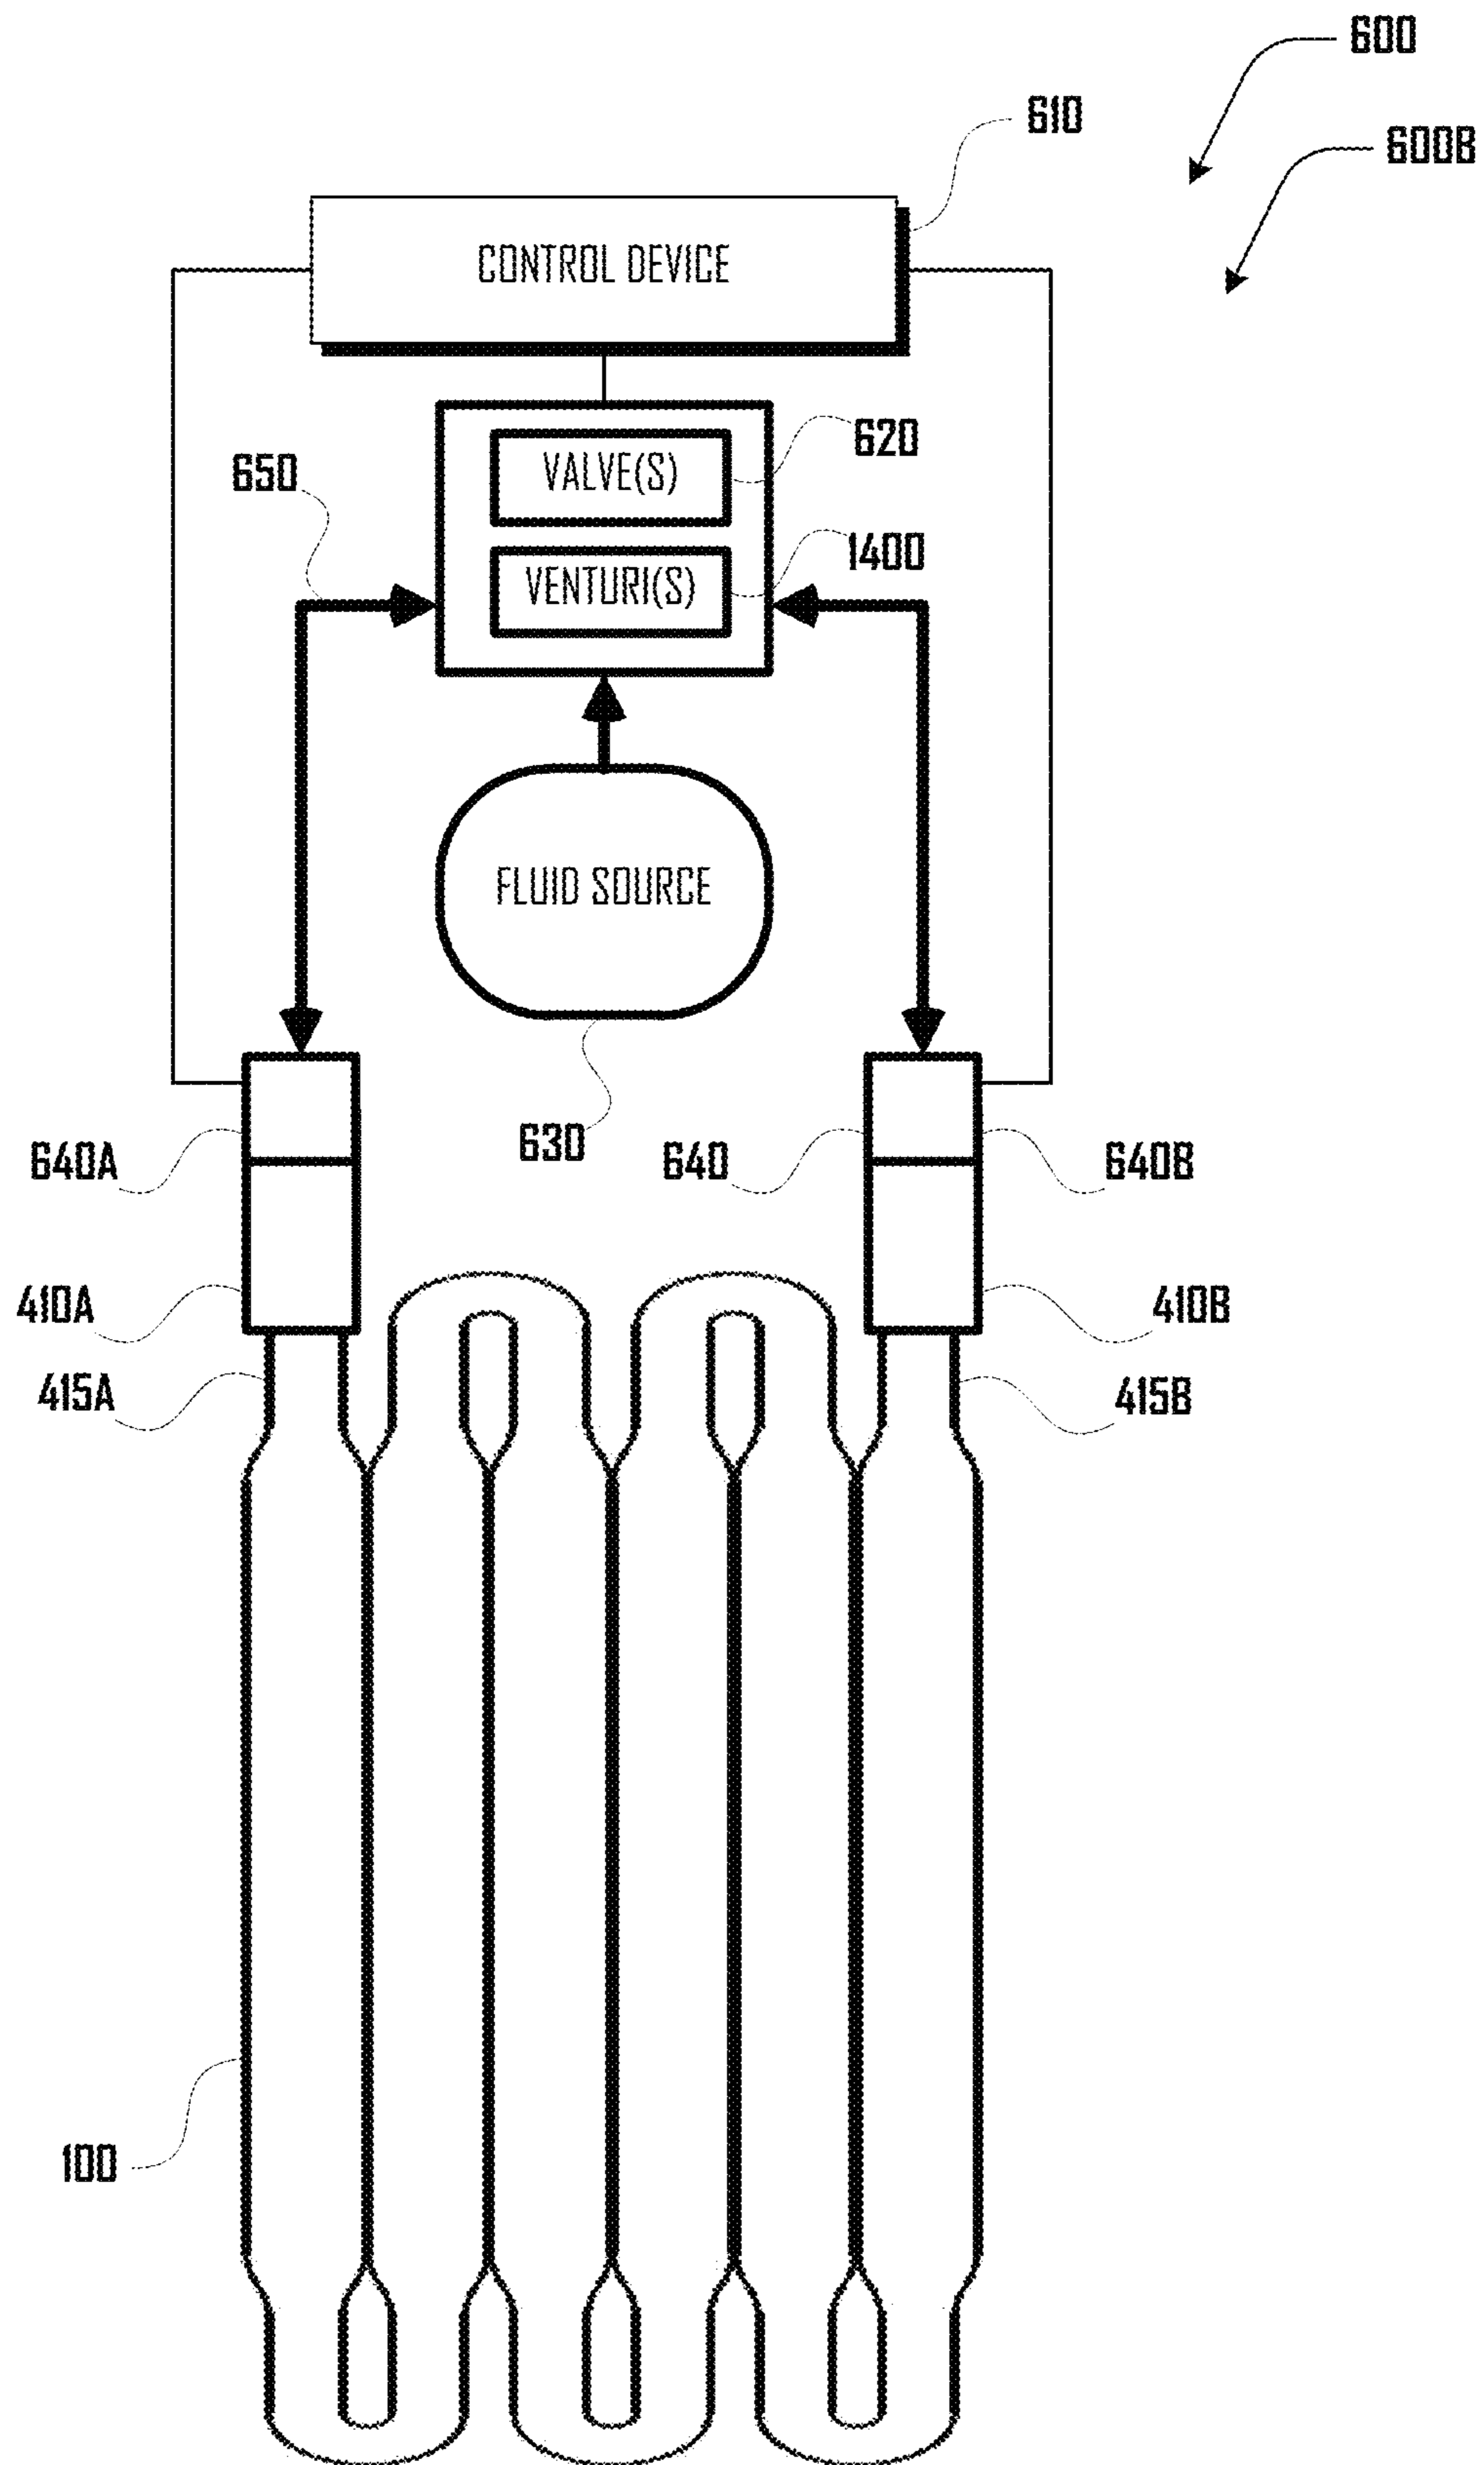 600
610
600B
CONTROL DEVICE
620
650
VALVE(S)
1400
VENTURI(S)
FLUID SOURCE
630
640A
640
640B
410A
410B
415A
415B
100